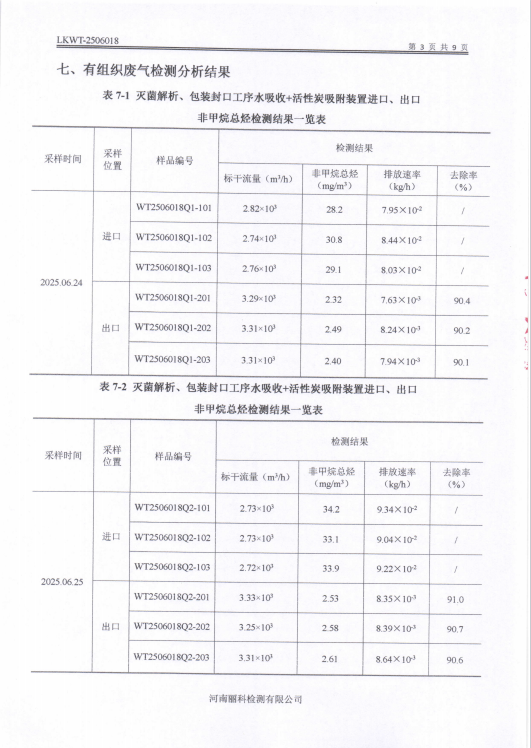 LKWT-2506018
第 3 页 共 9 页
七、有组织废气检测分析结果
表 7-1 灭菌解析、包装封口工序水吸收+活性炭吸附装置进口、出口
非甲烷总烃检测结果一览表
采样时间 采样位置 样品编号 检测结果
标干流量（m³/h） 非甲烷总烃（mg/m³） 排放速率（kg/h） 去除率（%）
2025.06.24 进口 WT2506018Q1-101 2.82×10³ 28.2 7.95×10⁻² /
WT2506018Q1-102 2.74×10³ 30.8 8.44×10⁻² /
WT2506018Q1-103 2.76×10³ 29.1 8.03×10⁻² /
出口 WT2506018Q1-201 3.29×10³ 2.32 7.63×10⁻³ 90.4
WT2506018Q1-202 3.31×10³ 2.49 8.24×10⁻³ 90.2
WT2506018Q1-203 3.31×10³ 2.40 7.94×10⁻³ 90.1
表 7-2 灭菌解析、包装封口工序水吸收+活性炭吸附装置进口、出口
非甲烷总烃检测结果一览表
采样时间 采样位置 样品编号 检测结果
标干流量（m³/h） 非甲烷总烃（mg/m³） 排放速率（kg/h） 去除率（%）
2025.06.25 进口 WT2506018Q2-101 2.73×10³ 34.2 9.34×10⁻² /
WT2506018Q2-102 2.73×10³ 33.1 9.04×10⁻² /
WT2506018Q2-103 2.72×10³ 33.9 9.22×10⁻² /
出口 WT2506018Q2-201 3.33×10³ 2.53 8.35×10⁻³ 91.0
WT2506018Q2-202 3.25×10³ 2.58 8.39×10⁻³ 90.7
WT2506018Q2-203 3.31×10³ 2.61 8.64×10⁻³ 90.6
河南丽科检测有限公司